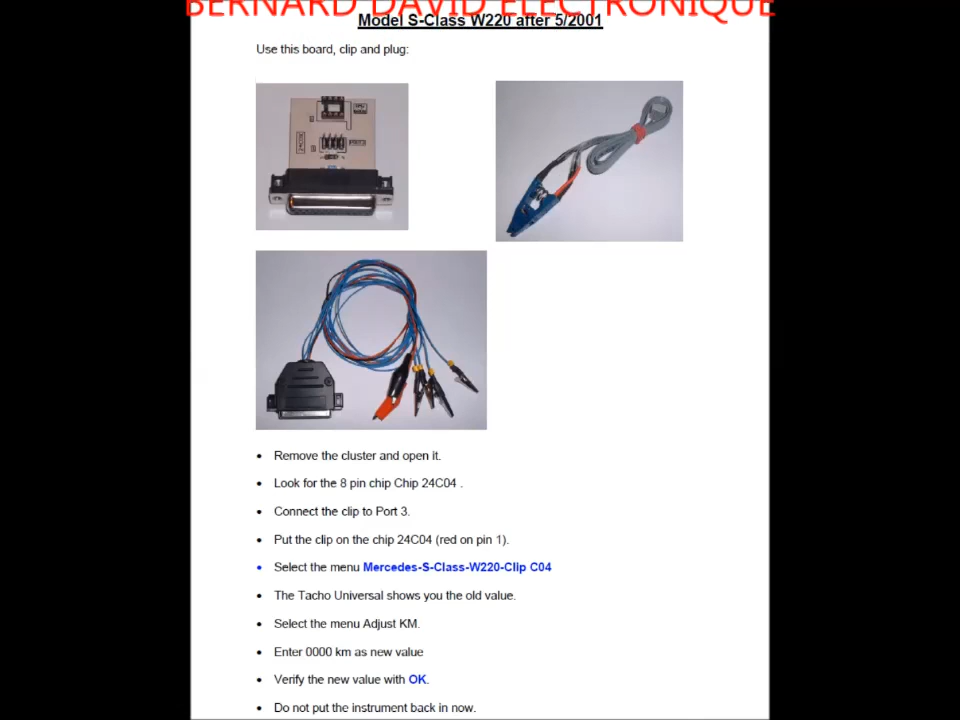 BERNARD DAVID ELECTRONIQUE
Model S-Class W220 after 5/2001
Use this board, clip and plug:
Remove the cluster and open it.
Look for the 8 pin chip Chip 24C04 .
Connect the clip to Port 3.
Put the clip on the chip 24C04 (red on pin 1).
Select the menu Mercedes-S-Class-W220-Clip C04
The Tacho Universal shows you the old value.
Select the menu Adjust KM.
Enter 0000 km as new value
Verify the new value with OK.
Do not put the instrument back in now.